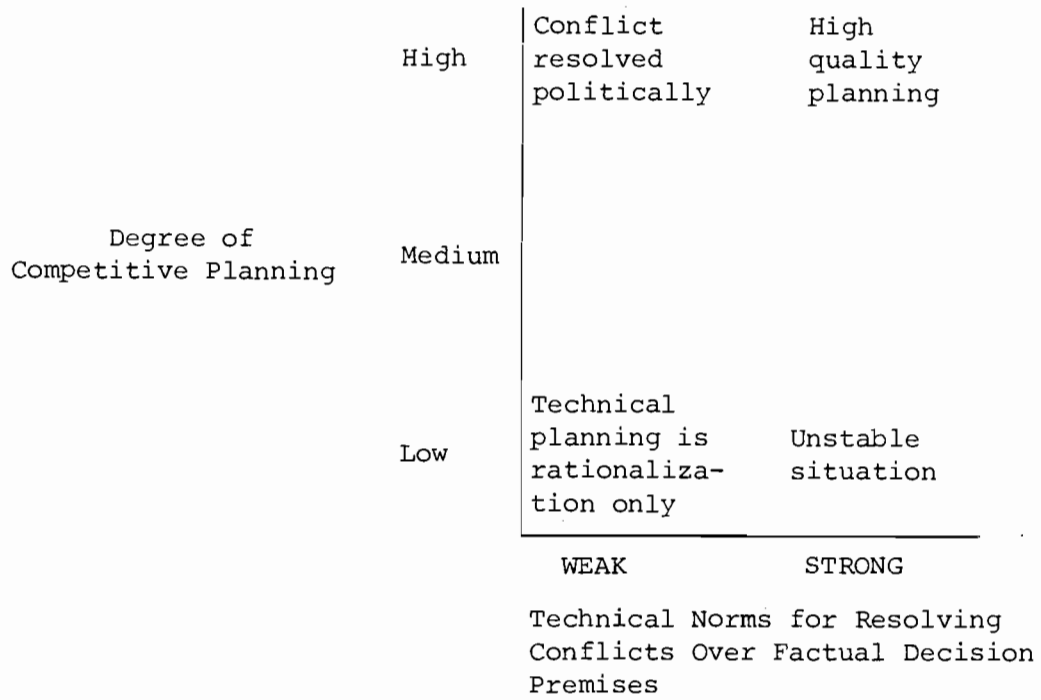 High
Conflict
resolved
politically
High
quality
planning
Degree of
Competitive Planning
Medium
Low
Technical
planning is
rationaliza-
tion only
Unstable
situation
WEAK
STRONG
Technical Norms for Resolving
Conflicts Over Factual Decision
Premises